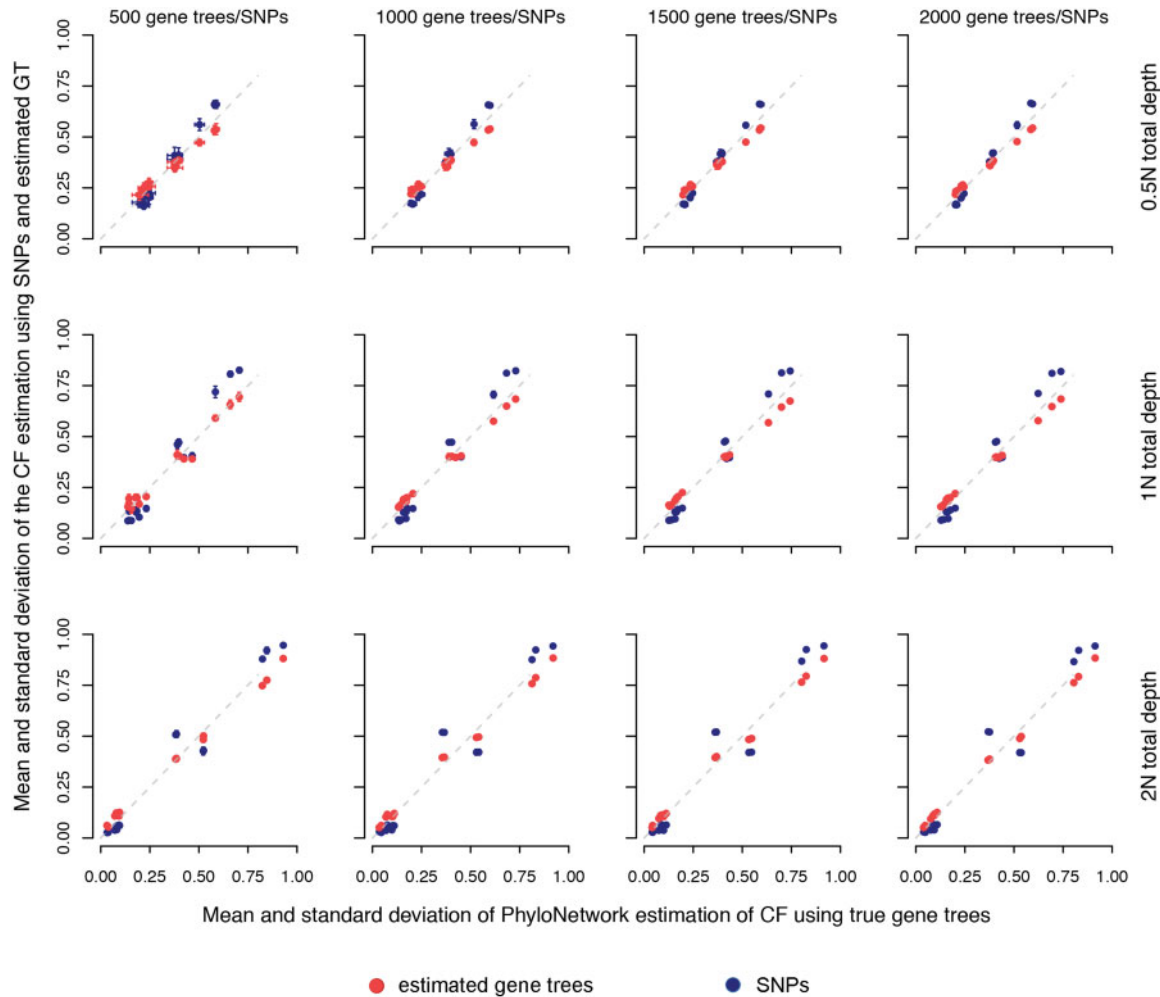 500 gene trees/SNPs
1000 gene trees/SNPs
1500 gene trees/SNPs
2000 gene trees/SNPs
Mean and standard deviation of the CF estimation using SNPs and estimated GT
1.00
0.75
0.50
0.25
0.00
0.5N total depth
1.00
0.75
0.50
0.25
0.00
1N total depth
1.00
0.75
0.50
0.25
0.00
2N total depth
0.00 0.25 0.50 0.75 1.00
0.00 0.25 0.50 0.75 1.00
0.00 0.25 0.50 0.75 1.00
0.00 0.25 0.50 0.75 1.00
Mean and standard deviation of PhyloNetwork estimation of CF using true gene trees
estimated gene trees
SNPs